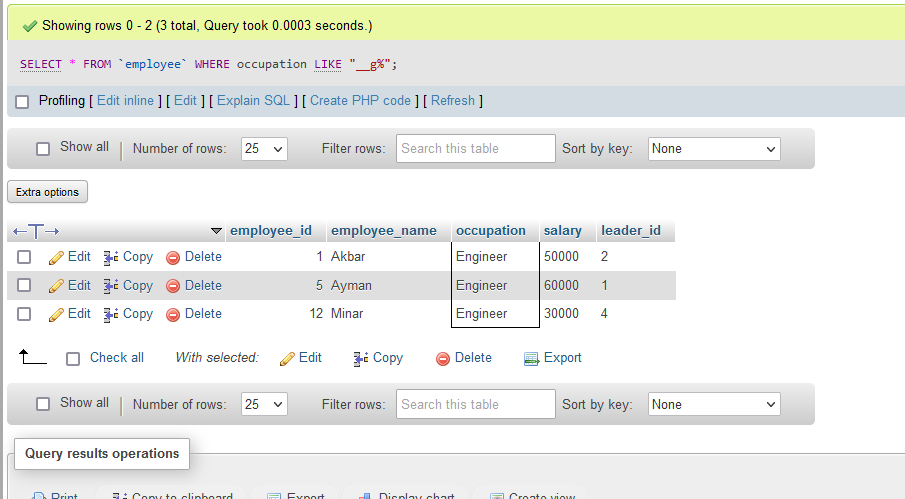 Showing rows 0 - 2 (3 total, Query took 0.0003 seconds.)
SELECT * FROM `employee` WHERE occupation LIKE "__g%";
Profiling [ Edit inline ] [ Edit ] [ Explain SQL ] [ Create PHP code ] [ Refresh ]
Show all Number of rows: 25 Filter rows: Search this table Sort by key: None
Extra options
←T→ employee_id employee_name occupation salary leader_id
Edit Copy Delete 1 Akbar Engineer 50000 2
Edit Copy Delete 5 Ayman Engineer 60000 1
Edit Copy Delete 12 Minar Engineer 30000 4
Check all With selected: Edit Copy Delete Export
Show all Number of rows: 25 Filter rows: Search this table Sort by key: None
Query results operations
Print Copy to clipboard Export Display chart Create view